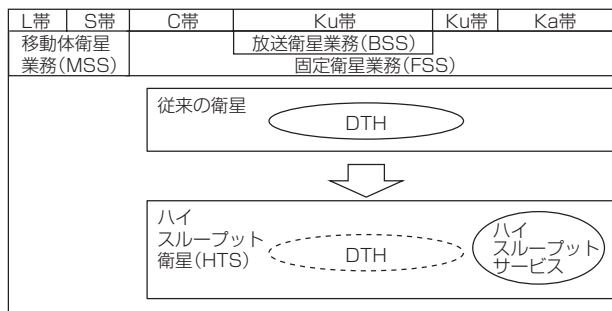 L帯 S帯 C帯 Ku帯 Ku帯 Ka帯
移動体衛星
業務(MSS)
放送衛星業務(BSS)
固定衛星業務(FSS)
従来の衛星
DTH
ハイ
スループット
衛星(HTS)
DTH
ハイ
スループット
サービス